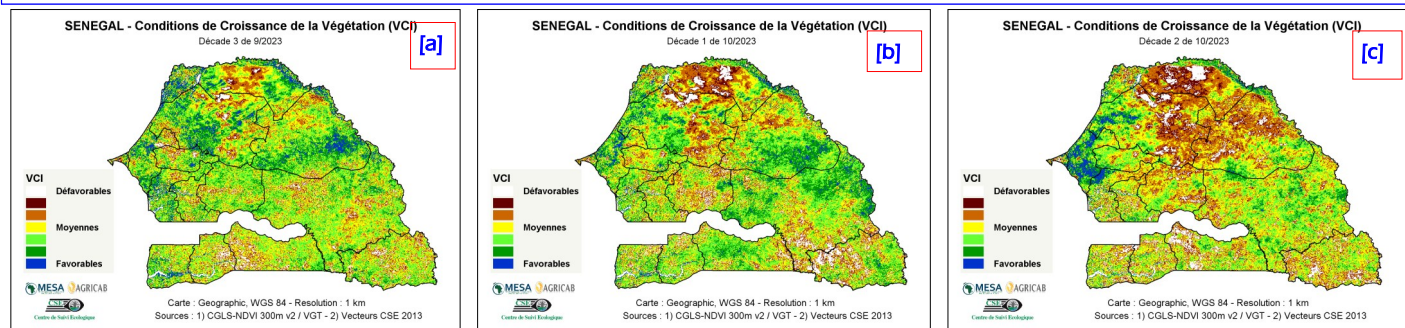 SENEGAL - Conditions de Croissance de la Végétation (VCI)
Décade 3 de 9/2023
[a]
VCI
Défavorables
Moyennes
Favorables
MESA AGRICAB
CSE
Centre de Suivi Ecologique
Carte : Geographic, WGS 84 - Resolution : 1 km
Sources : 1) CGLS-NDVI 300m v2 / VGT - 2) Vecteurs CSE 2013
SENEGAL - Conditions de Croissance de la Végétation (VCI)
Décade 1 de 10/2023
[b]
VCI
Défavorables
Moyennes
Favorables
MESA AGRICAB
CSE
Centre de Suivi Ecologique
Carte : Geographic, WGS 84 - Resolution : 1 km
Sources : 1) CGLS-NDVI 300m v2 / VGT - 2) Vecteurs CSE 2013
SENEGAL - Conditions de Croissance de la Végétation (VCI)
Décade 2 de 10/2023
[c]
VCI
Défavorables
Moyennes
Favorables
MESA AGRICAB
CSE
Centre de Suivi Ecologique
Carte : Geographic, WGS 84 - Resolution : 1 km
Sources : 1) CGLS-NDVI 300m v2 / VGT - 2) Vecteurs CSE 2013